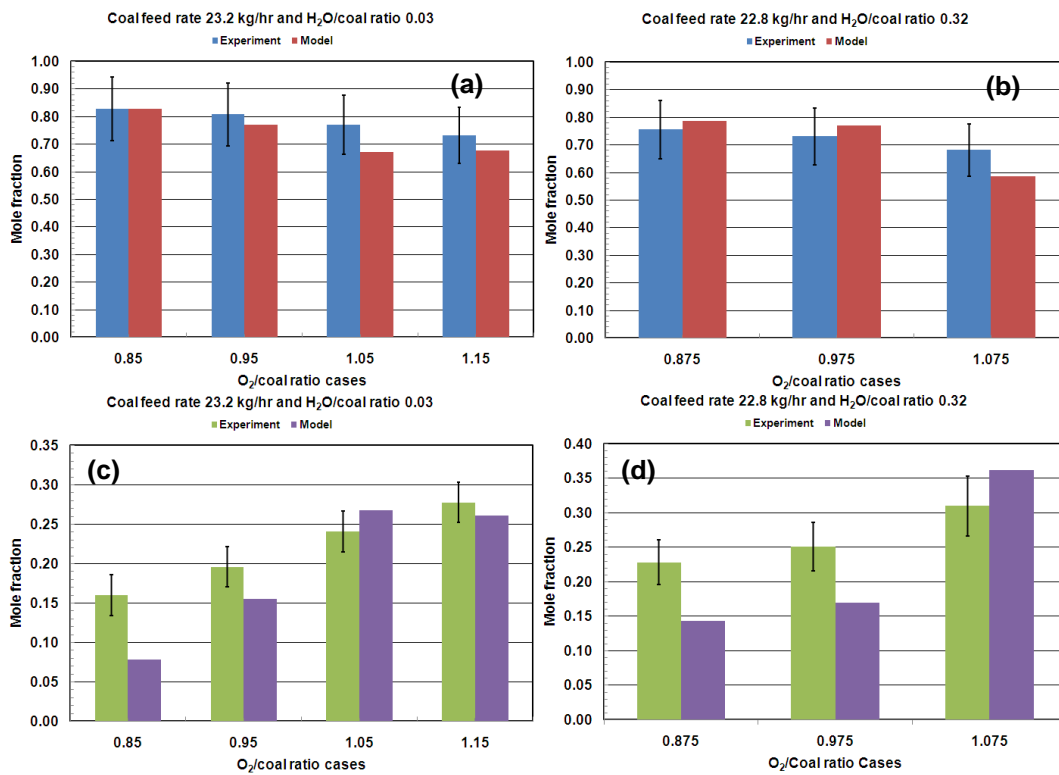 Coal feed rate 23.2 kg/hr and H₂O/coal ratio 0.03
Experiment Model
(a)
1.00
0.90
0.80
0.70
0.60
0.50
0.40
0.30
0.20
0.10
0.00
Mole fraction
0.85 0.95 1.05 1.15
O₂/coal ratio cases
Coal feed rate 22.8 kg/hr and H₂O/coal ratio 0.32
Experiment Model
(b)
1.00
0.90
0.80
0.70
0.60
0.50
0.40
0.30
0.20
0.10
0.00
Mole fraction
0.875 0.975 1.075
O₂/coal ratio cases
Coal feed rate 23.2 kg/hr and H₂O/coal ratio 0.03
Experiment Model
(c)
0.35
0.30
0.25
0.20
0.15
0.10
0.05
0.00
Mole fraction
0.85 0.95 1.05 1.15
O₂/coal ratio Cases
Coal feed rate 22.8 kg/hr and H₂O/coal ratio 0.32
Experiment Model
(d)
0.40
0.35
0.30
0.25
0.20
0.15
0.10
0.05
0.00
Mole fraction
0.875 0.975 1.075
O₂/Coal ratio Cases